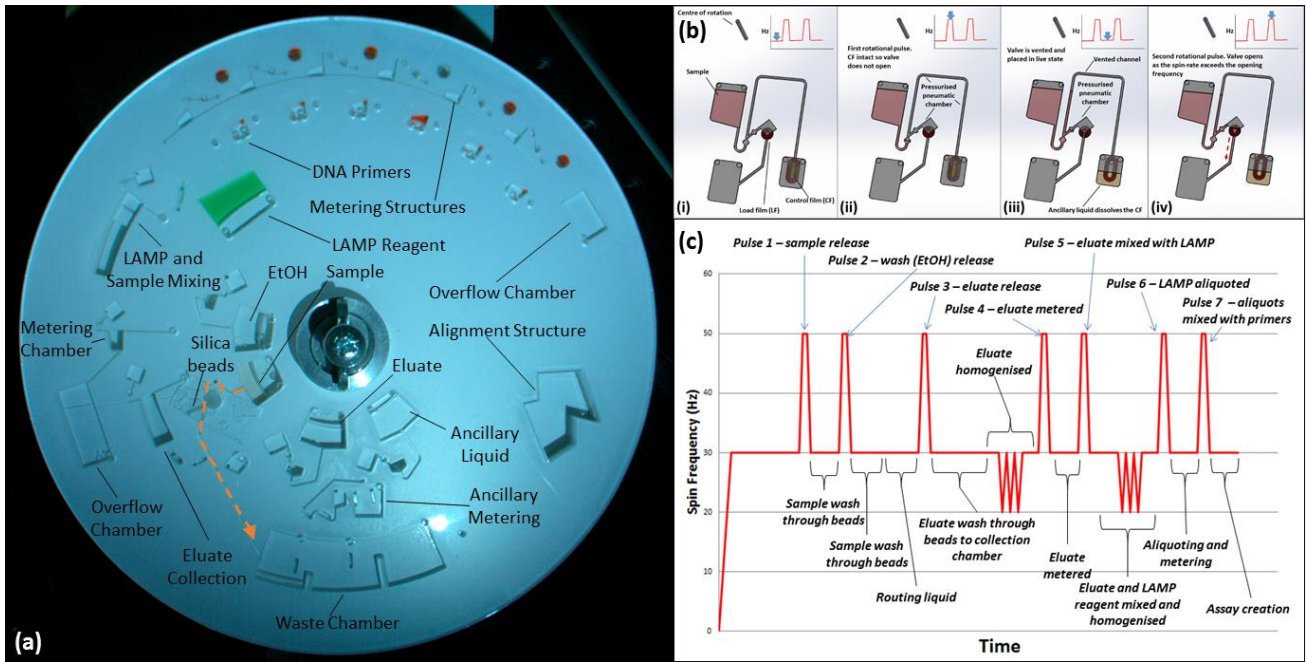 DNA Primers
Metering Structures
LAMP Reagent
LAMP and
Sample Mixing
EtOH
Sample
Overflow Chamber
Metering
Chamber
Alignment Structure
Silica
beads
Eluate
Ancillary
Liquid
Overflow
Chamber
Ancillary
Metering
Eluate
Collection
Waste Chamber
(a)
(b)
Centre of rotation
Hz
Sample
Load film (LF)
Control film (CF)
(i)
Hz
First rotational pulse.
CF intact so valve
does not open
Pressurised
pneumatic
chamber
(ii)
Hz
Valve is vented and
placed in live state
Vented channel
Pressurised
pneumatic
chamber
Ancillary liquid dissolves the CF
(iii)
Hz
Second rotational pulse. Valve opens
as the spin-rate exceeds the opening
frequency
(iv)
(c)
Pulse 1 – sample release
Pulse 2 – wash (EtOH) release
Pulse 3 – eluate release
Pulse 4 – eluate metered
Pulse 5 – eluate mixed with LAMP
Pulse 6 – LAMP aliquoted
Pulse 7 – aliquots
mixed with primers
Eluate
homogenised
60
50
40
30
20
10
0
Spin Frequency (Hz)
Sample wash
through beads
Sample wash
through beads
Routing liquid
Eluate wash through
beads to collection
chamber
Eluate
metered
Eluate and LAMP
reagent mixed and
homogenised
Aliquoting and
metering
Assay creation
Time